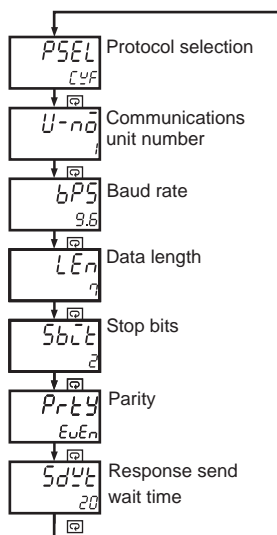 PSEL Protocol selection
CWF
U-no Communications
unit number
1
bPS Baud rate
9.6
LEn Data length
7
SbIt Stop bits
2
PrtY Parity
EvEn
SdWt Response send
wait time
20